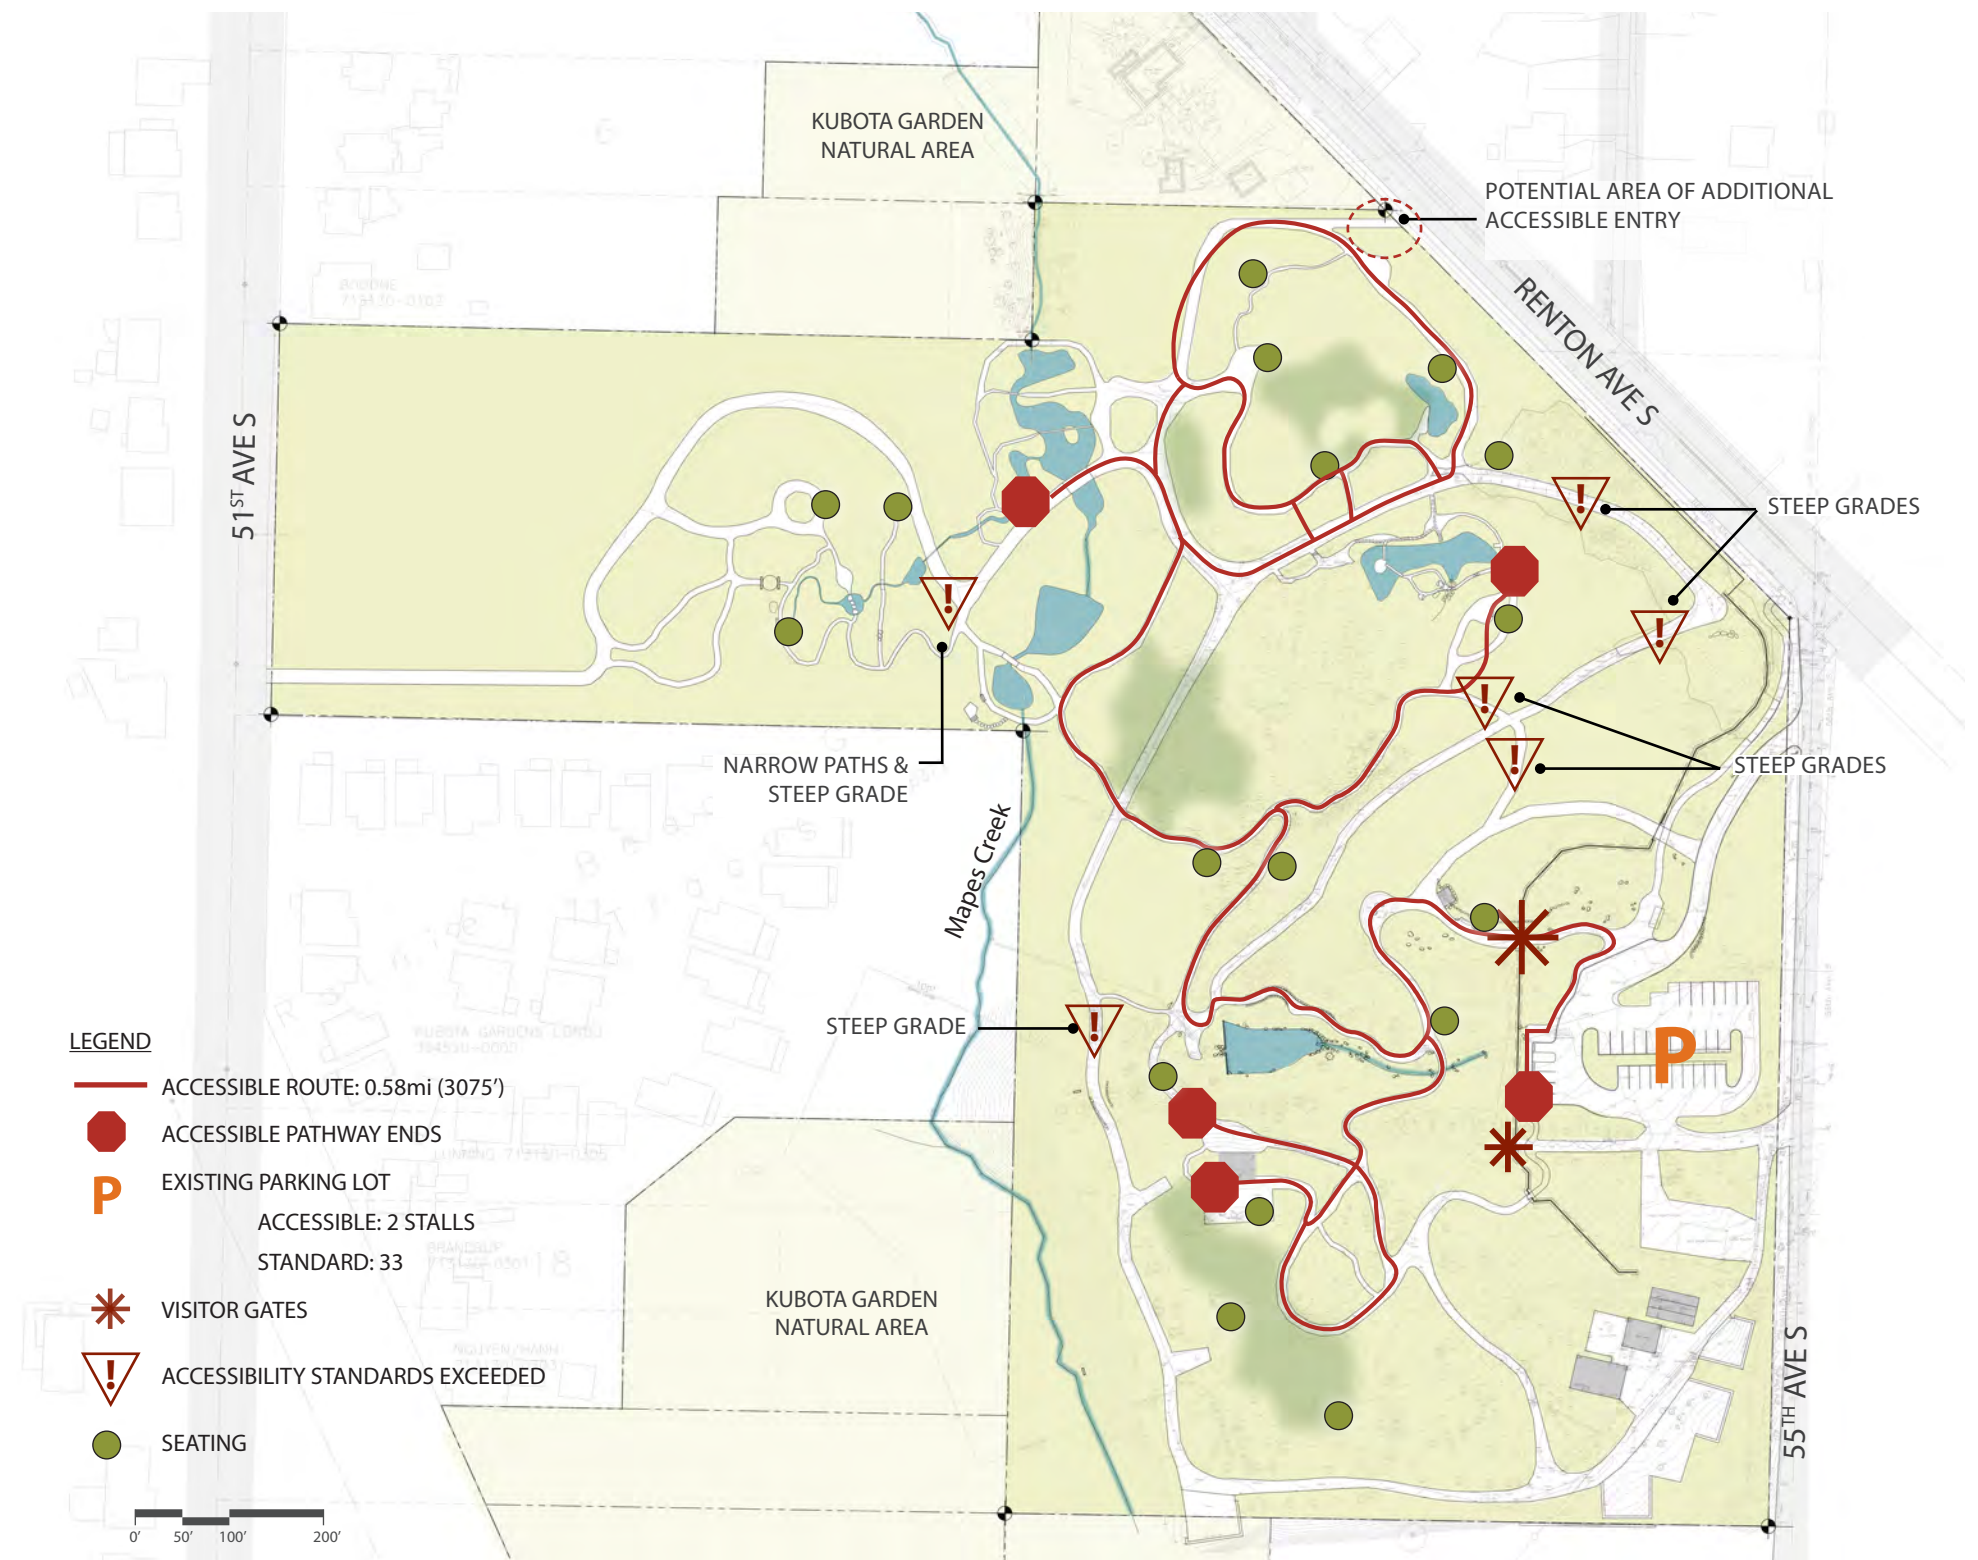 KUBOTA GARDEN
NATURAL AREA
POTENTIAL AREA OF ADDITIONAL
ACCESSIBLE ENTRY
RENTON AVE S
51ST AVE S
STEEP GRADES
NARROW PATHS &
STEEP GRADE
STEEP GRADES
Mapes Creek
STEEP GRADE
P
KUBOTA GARDEN
NATURAL AREA
55TH AVE S
LEGEND
ACCESSIBLE ROUTE: 0.58mi (3075')
ACCESSIBLE PATHWAY ENDS
P EXISTING PARKING LOT
ACCESSIBLE: 2 STALLS
STANDARD: 33
VISITOR GATES
! ACCESSIBILITY STANDARDS EXCEEDED
SEATING
0' 50' 100' 200'